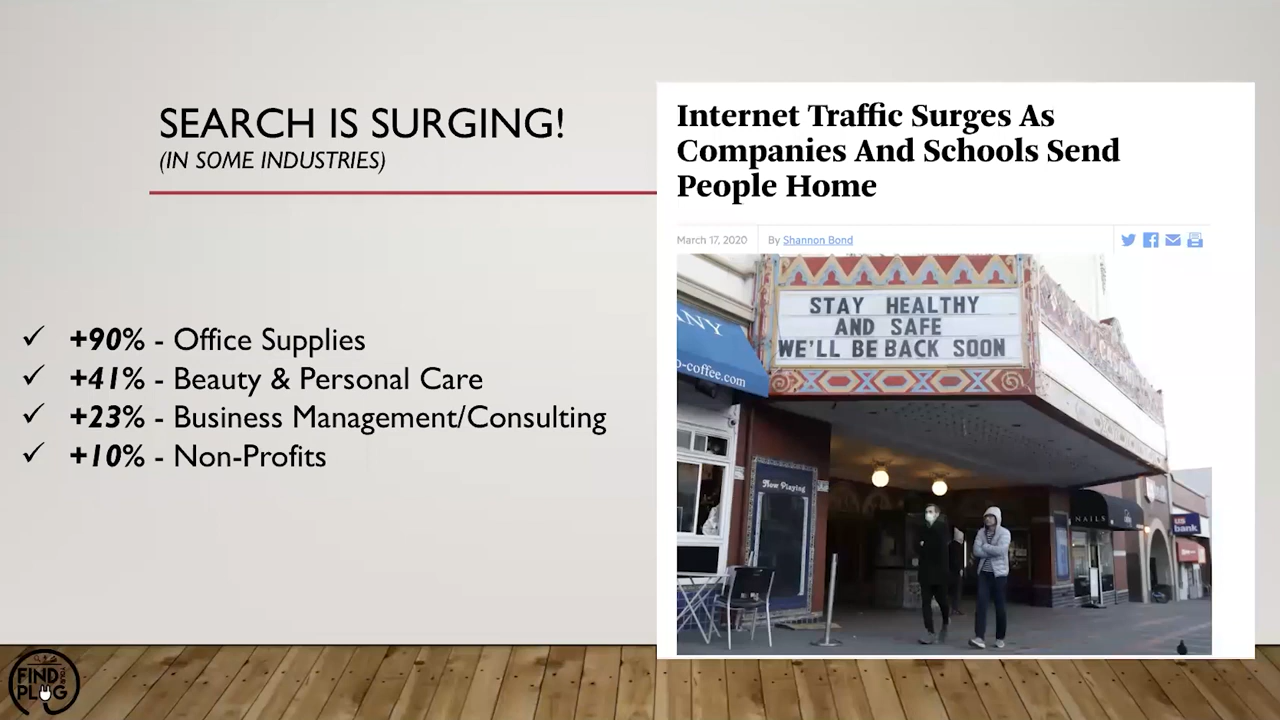 SEARCH IS SURGING!
(IN SOME INDUSTRIES)
✓ +90% - Office Supplies
✓ +41% - Beauty & Personal Care
✓ +23% - Business Management/Consulting
✓ +10% - Non-Profits
Internet Traffic Surges As
Companies And Schools Send
People Home
March 17, 2020 By Shannon Bond
STAY HEALTHY
AND SAFE
WE'LL BE BACK SOON
NY
o-coffee.com
Now Playing
NAILS
us
bank
FIND
PLUG